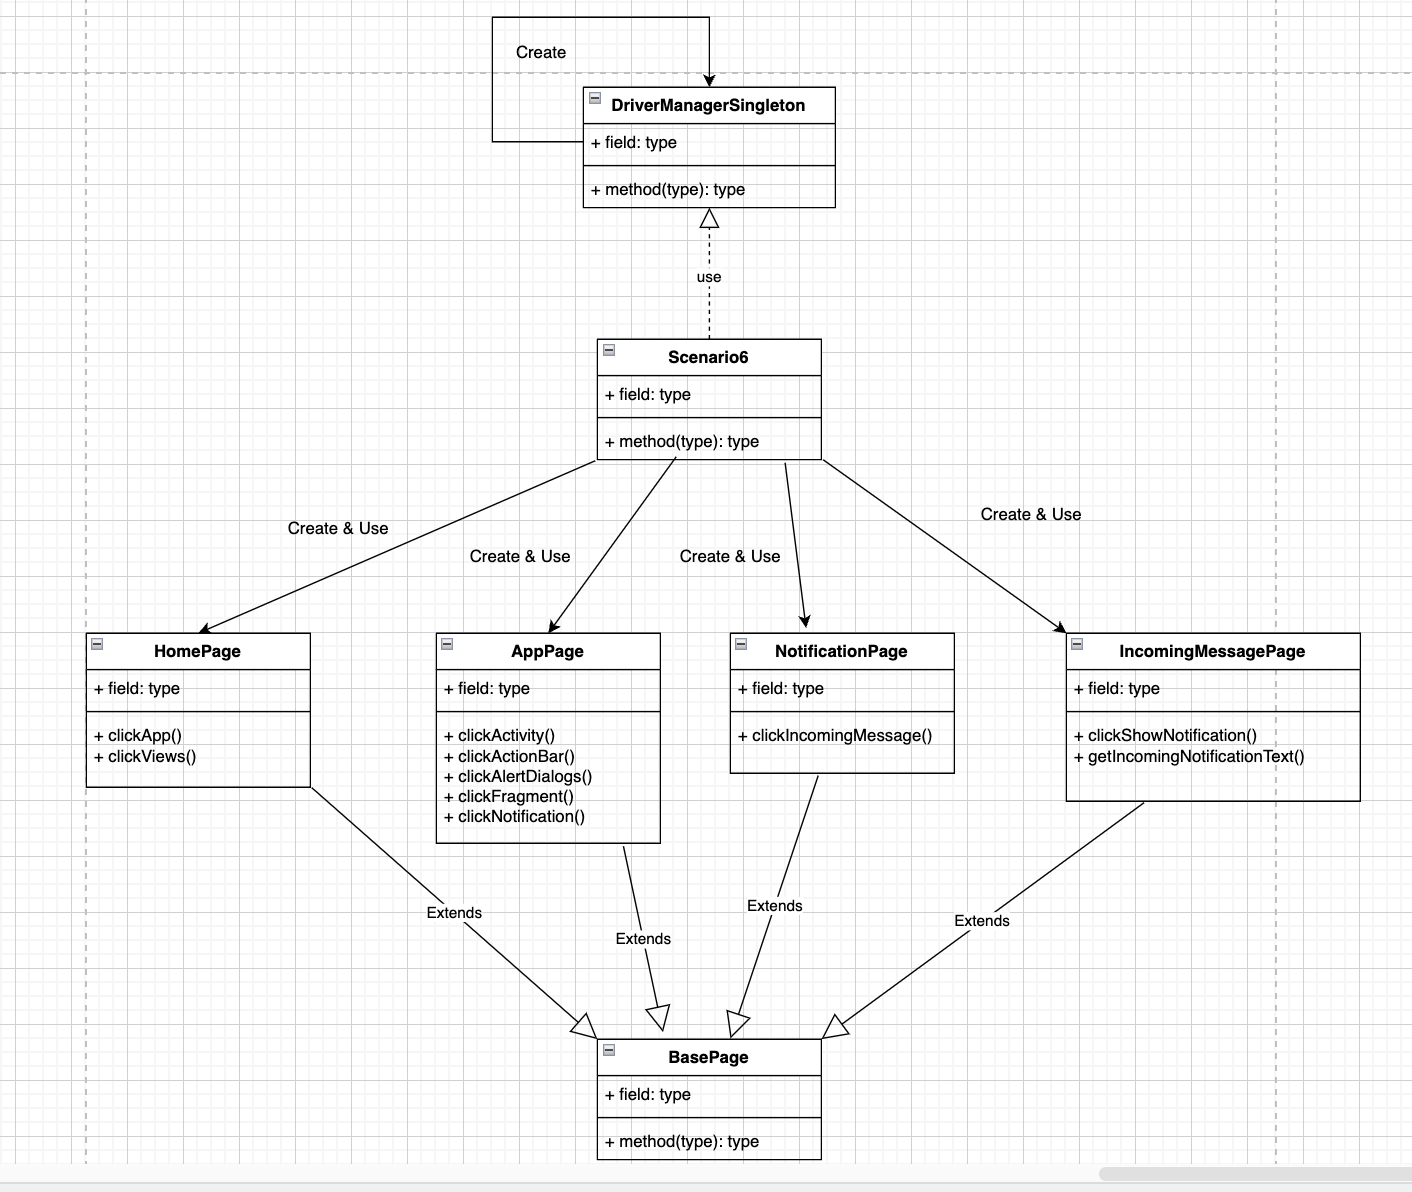 Create
DriverManagerSingleton
+ field: type
+ method(type): type
use
Scenario6
+ field: type
+ method(type): type
Create & Use
Create & Use
Create & Use
Create & Use
HomePage
+ field: type
+ clickApp()
+ clickViews()
AppPage
+ field: type
+ clickActivity()
+ clickActionBar()
+ clickAlertDialogs()
+ clickFragment()
+ clickNotification()
NotificationPage
+ field: type
+ clickIncomingMessage()
IncomingMessagePage
+ field: type
+ clickShowNotification()
+ getIncomingNotificationText()
Extends
Extends
Extends
Extends
BasePage
+ field: type
+ method(type): type